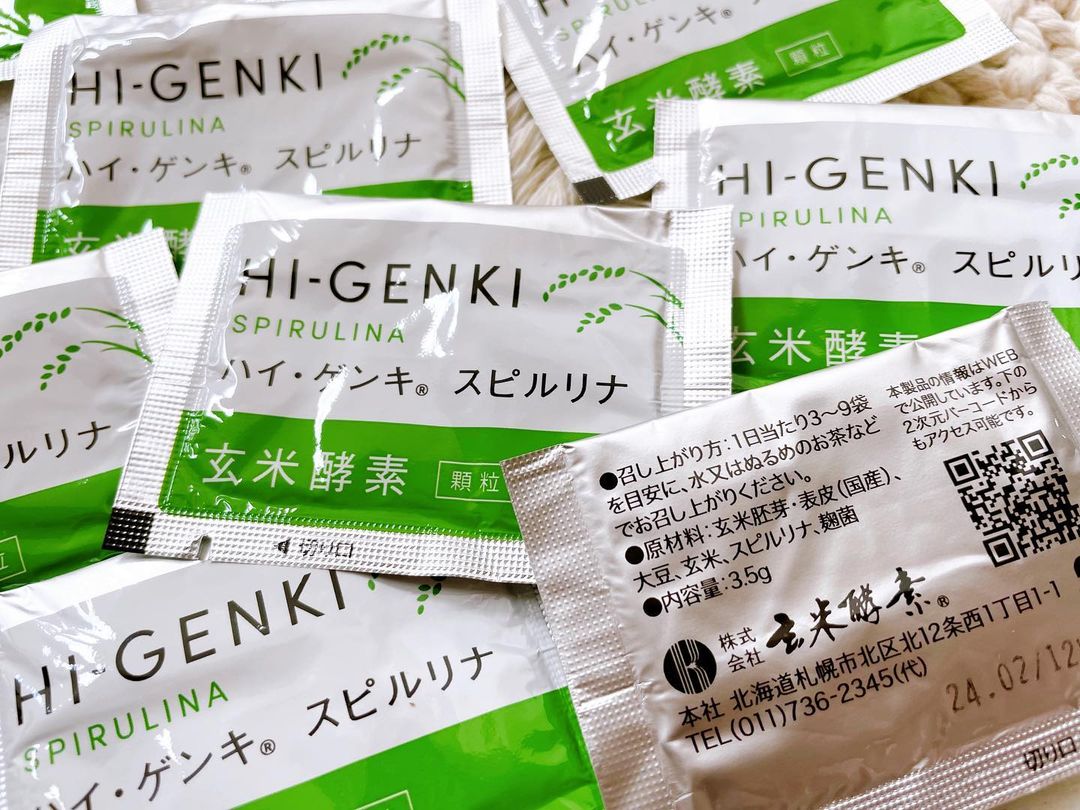 HI-GENKI
SPIRULINA
ハイ・ゲンキ® スピルリナ
玄米酵
ハイ・ゲンキ
玄米酵素 顆粒
HI-GENKI
SPIRULINA
ハイ・ゲンキ® スピルリ
玄米酵素
HI-GENKI
SPIRULINA
ハイ・ゲンキ® スピルリナ
玄米酵素 顆粒
切り口
ルリナ
粒
HI-GENKI
SPIRULINA
ハイ・ゲンキ® スピルリナ
●召し上がり方:1日当たり3〜9袋
を目安に、水又はぬるめのお茶など
でお召し上がりください。
●原材料:玄米胚芽・表皮(国産)、
大豆、玄米、スピルリナ、麹菌
●内容量:3.5g
本製品の情報はWEB
で公開しています。下の
2次元バーコードから
もアクセス可能です。
株式
会社 玄米酵素®
本社 北海道札幌市北区北12条西1丁目1-1
TEL(011)736-2345(代)
24.02/12
切り口